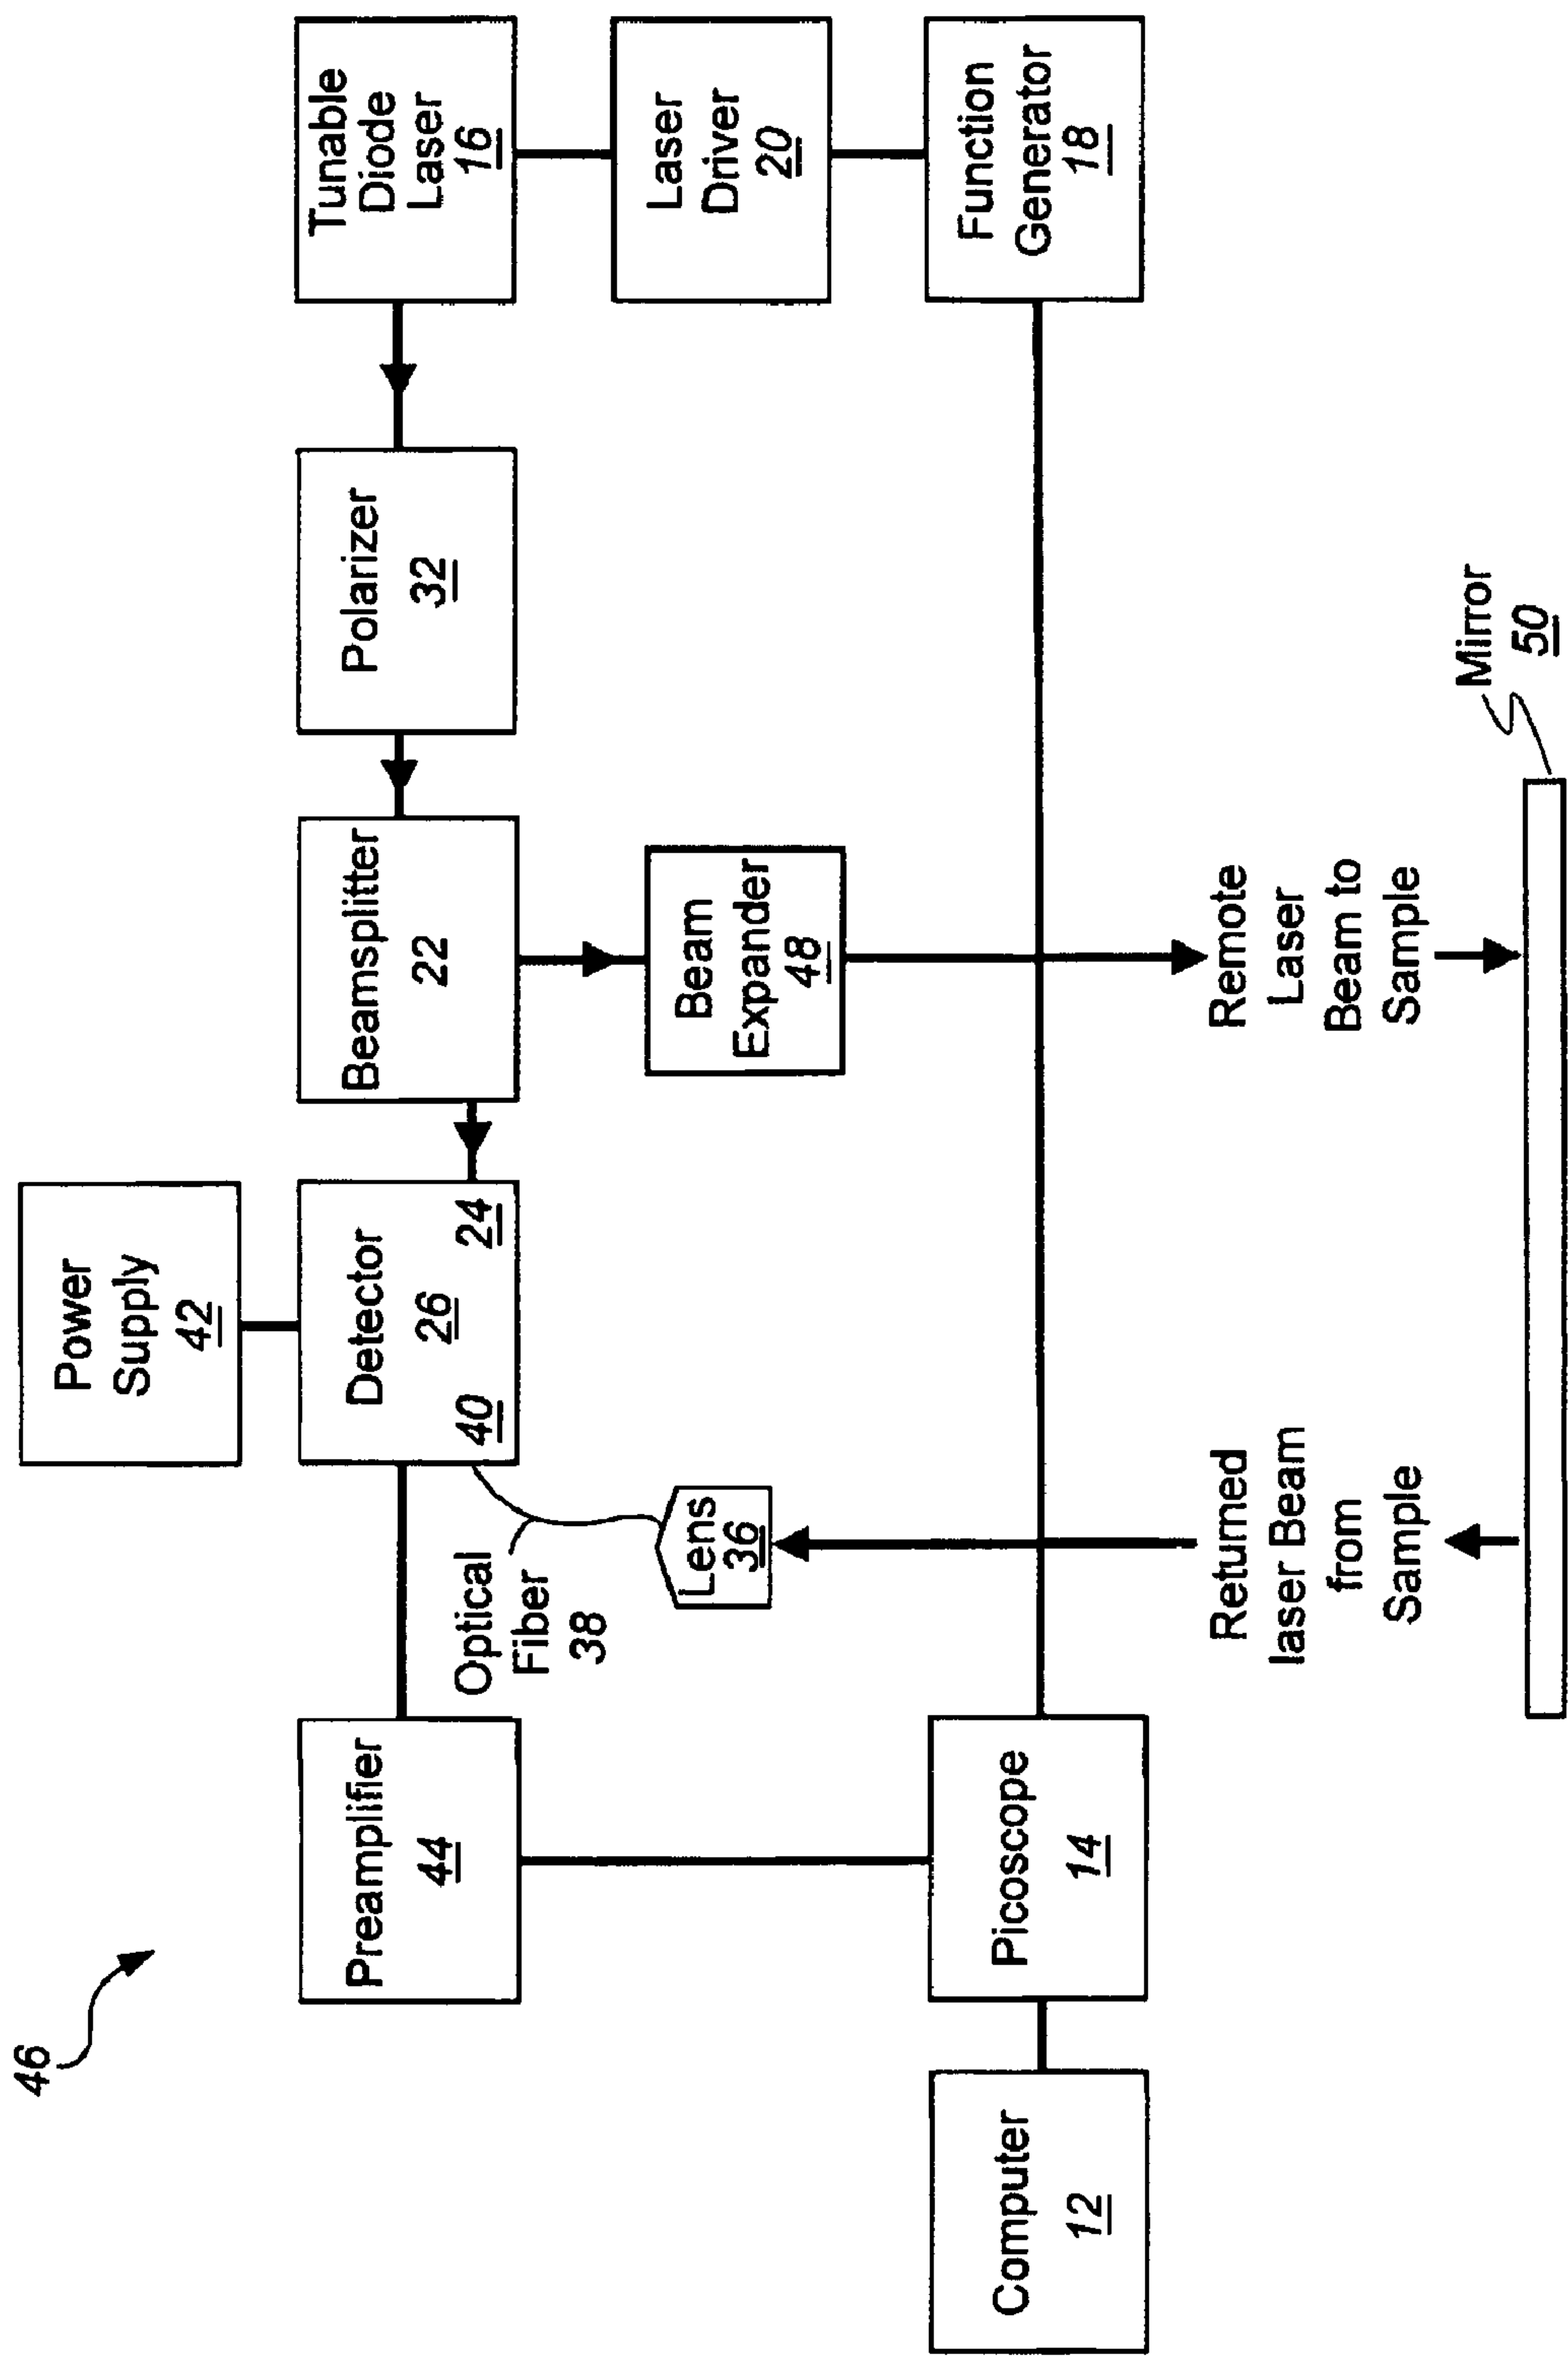 46
Power
Supply
42
Preamplifier
44
Detector
26
40
24
Beamsplitter
22
Polarizer
32
Tunable
Diode
Laser
16
Optical
Fiber
38
Lens
36
Beam
Expander
48
Laser
Driver
20
Computer
12
Picoscope
14
Function
Generator
18
Returned
laser Beam
from
Sample
Remote
Laser
Beam to
Sample
Mirror
50